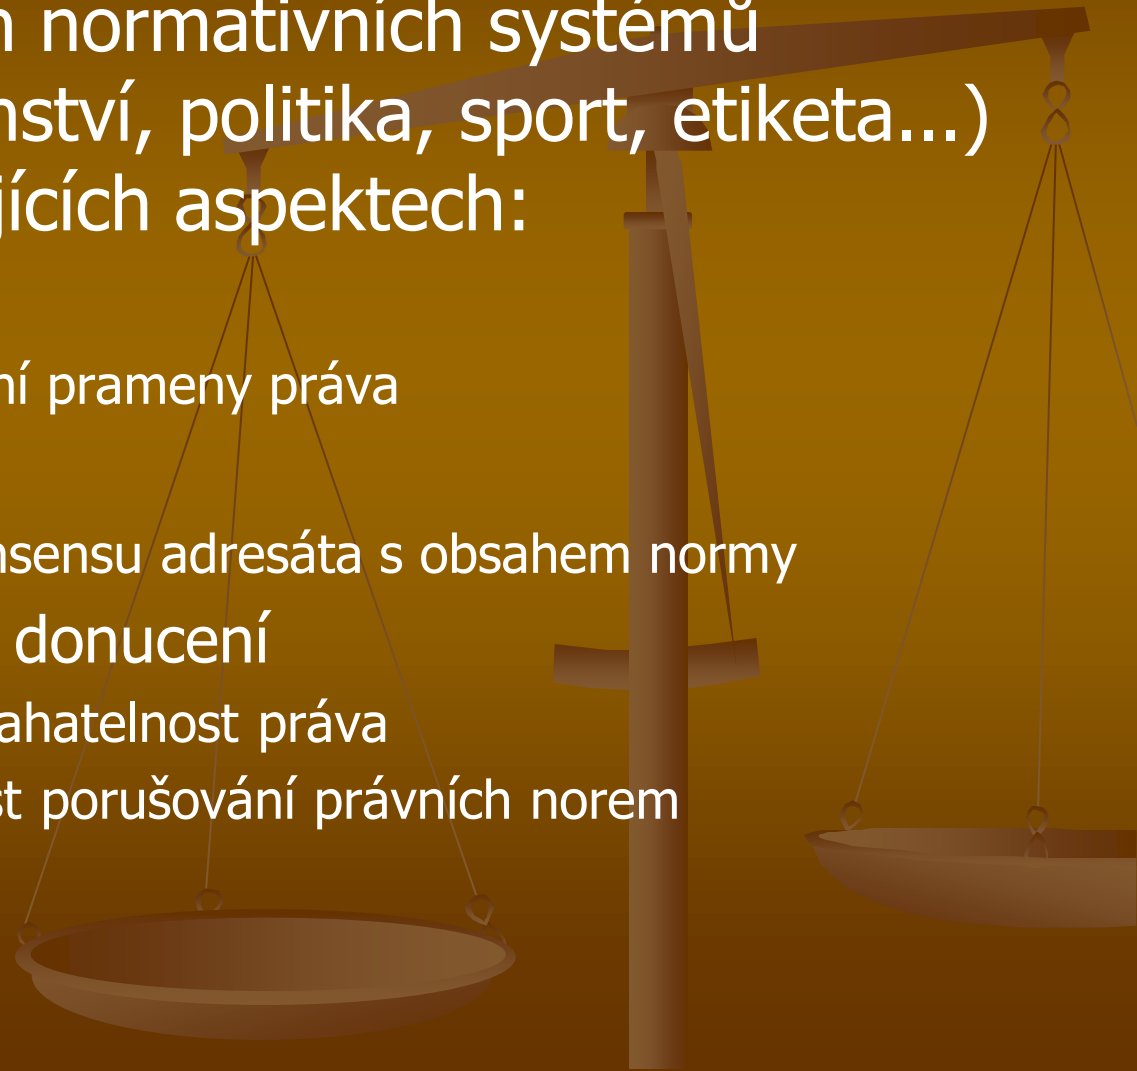 n normativních systémů
nství, politika, sport, etiketa...)
jících aspektech:
ní prameny práva
nsensu adresáta s obsahem normy
donucení
ahatelnost práva
st porušování právních norem